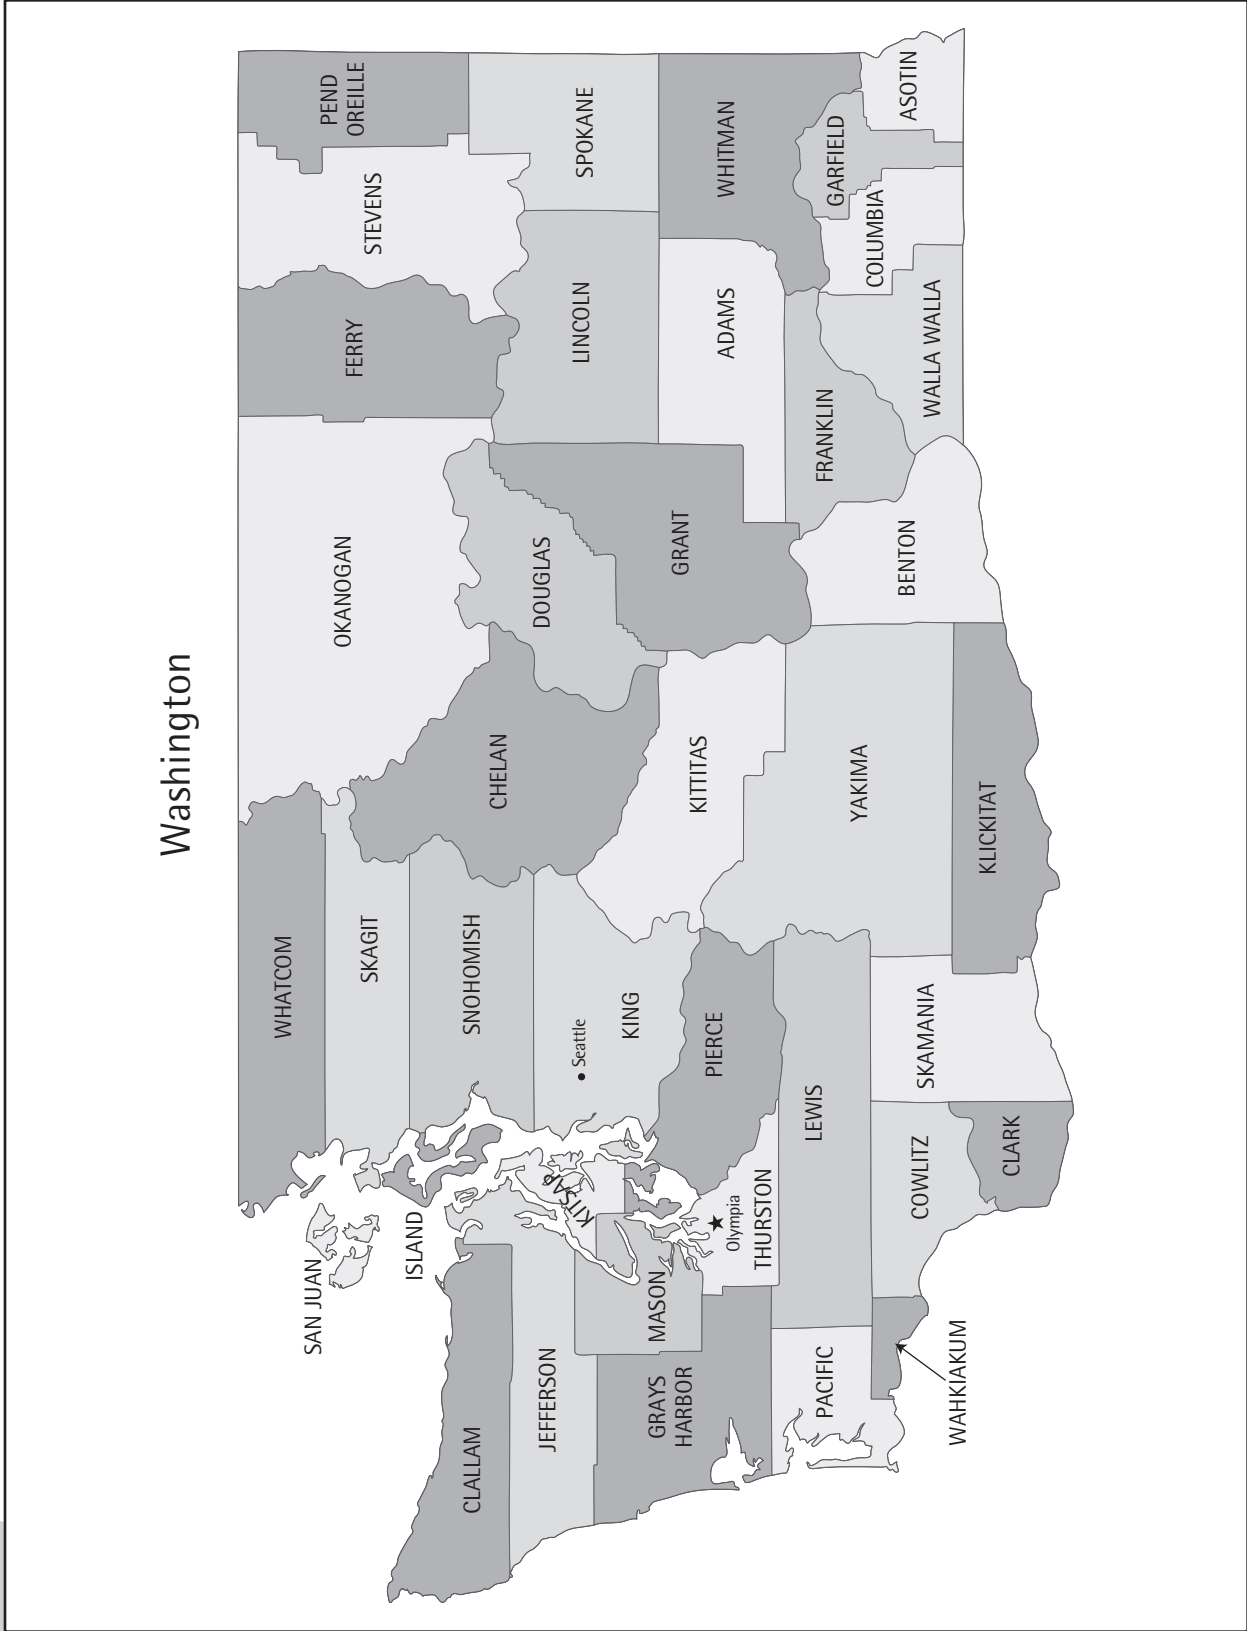 Washington
WHATCOM
SAN JUAN
SKAGIT
ISLAND
SNOHOMISH
OKANOGAN
FERRY
STEVENS
PEND
OREILLE
CLALLAM
JEFFERSON
KITSAP
KING
Seattle
CHELAN
DOUGLAS
LINCOLN
SPOKANE
GRAYS
HARBOR
MASON
PIERCE
KITTITAS
GRANT
ADAMS
WHITMAN
THURSTON
Olympia
PACIFIC
LEWIS
YAKIMA
BENTON
FRANKLIN
WALLA WALLA
COLUMBIA
GARFIELD
ASOTIN
WAHKIAKUM
COWLITZ
CLARK
SKAMANIA
KLICKITAT